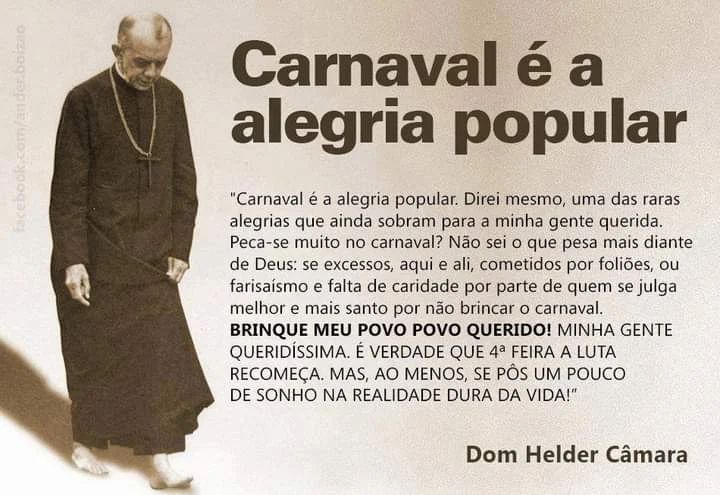 facebook.com/ander.boizao
Carnaval é a
alegria popular
"Carnaval é a alegria popular. Direi mesmo, uma das raras
alegrias que ainda sobram para a minha gente querida.
Peca-se muito no carnaval? Não sei o que pesa mais diante
de Deus: se excessos, aqui e ali, cometidos por foliões, ou
farisaísmo e falta de caridade por parte de quem se julga
melhor e mais santo por não brincar o carnaval.
BRINQUE MEU POVO POVO QUERIDO! MINHA GENTE
QUERIDÍSSIMA. É VERDADE QUE 4ª FEIRA A LUTA
RECOMEÇA. MAS, AO MENOS, SE PÔS UM POUCO
DE SONHO NA REALIDADE DURA DA VIDA!”
Dom Helder Câmara